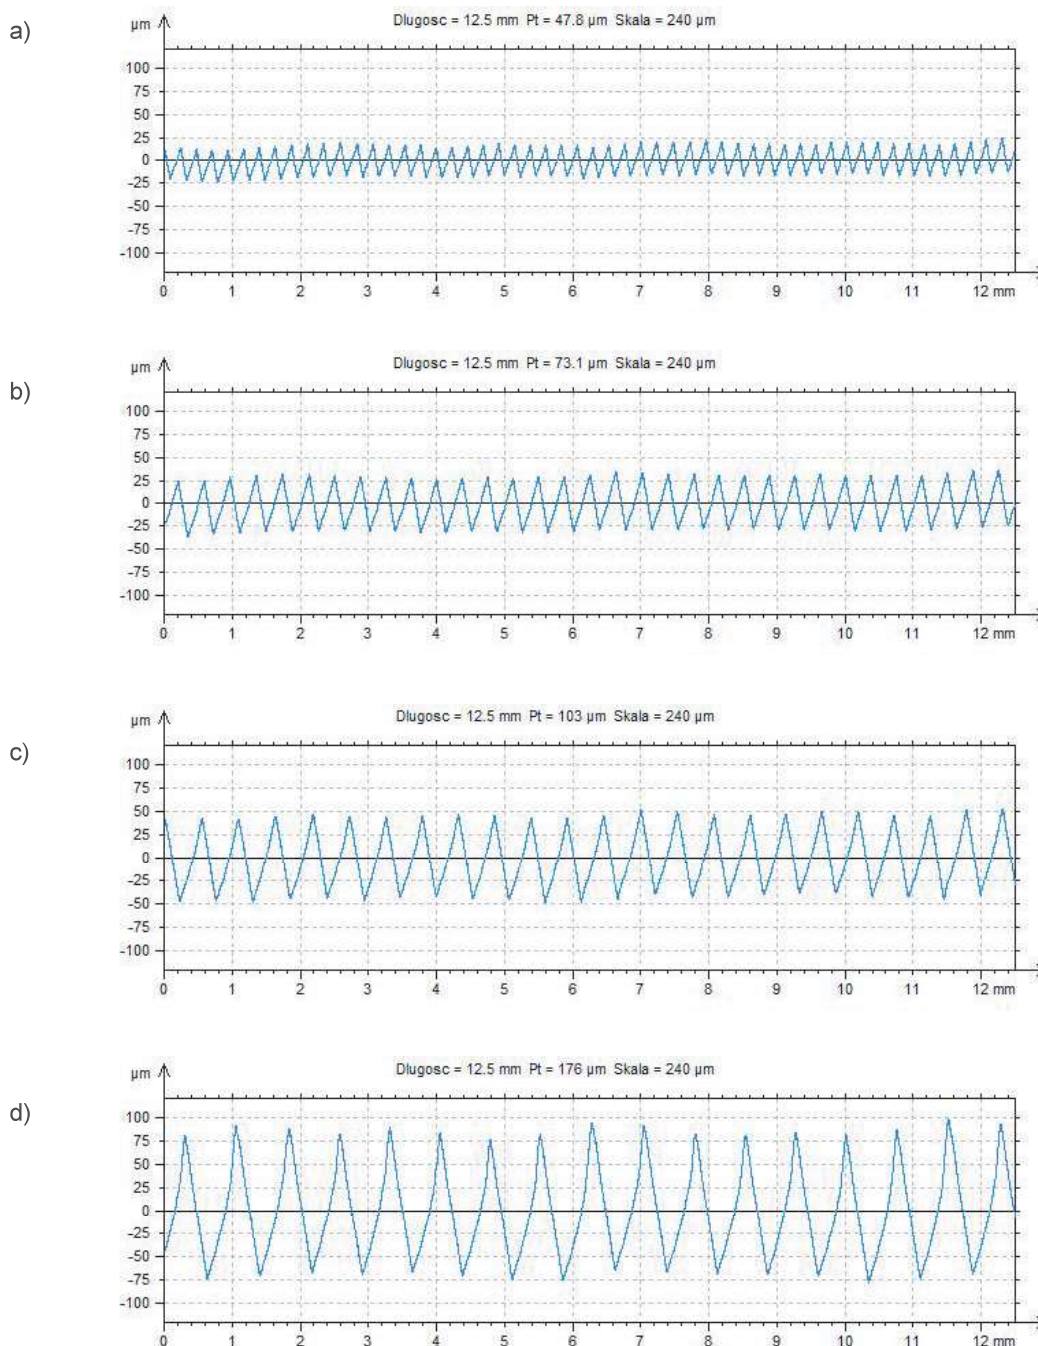 a)
µm
Dlugosc = 12.5 mm Pt = 47.8 µm Skala = 240 µm
100
75
50
25
0
-25
-50
-75
-100
0 1 2 3 4 5 6 7 8 9 10 11 12 mm
b)
µm
Dlugosc = 12.5 mm Pt = 73.1 µm Skala = 240 µm
100
75
50
25
0
-25
-50
-75
-100
0 1 2 3 4 5 6 7 8 9 10 11 12 mm
c)
µm
Dlugosc = 12.5 mm Pt = 103 µm Skala = 240 µm
100
75
50
25
0
-25
-50
-75
-100
0 1 2 3 4 5 6 7 8 9 10 11 12 mm
d)
µm
Dlugosc = 12.5 mm Pt = 176 µm Skala = 240 µm
100
75
50
25
0
-25
-50
-75
-100
0 1 2 3 4 5 6 7 8 9 10 11 12 mm